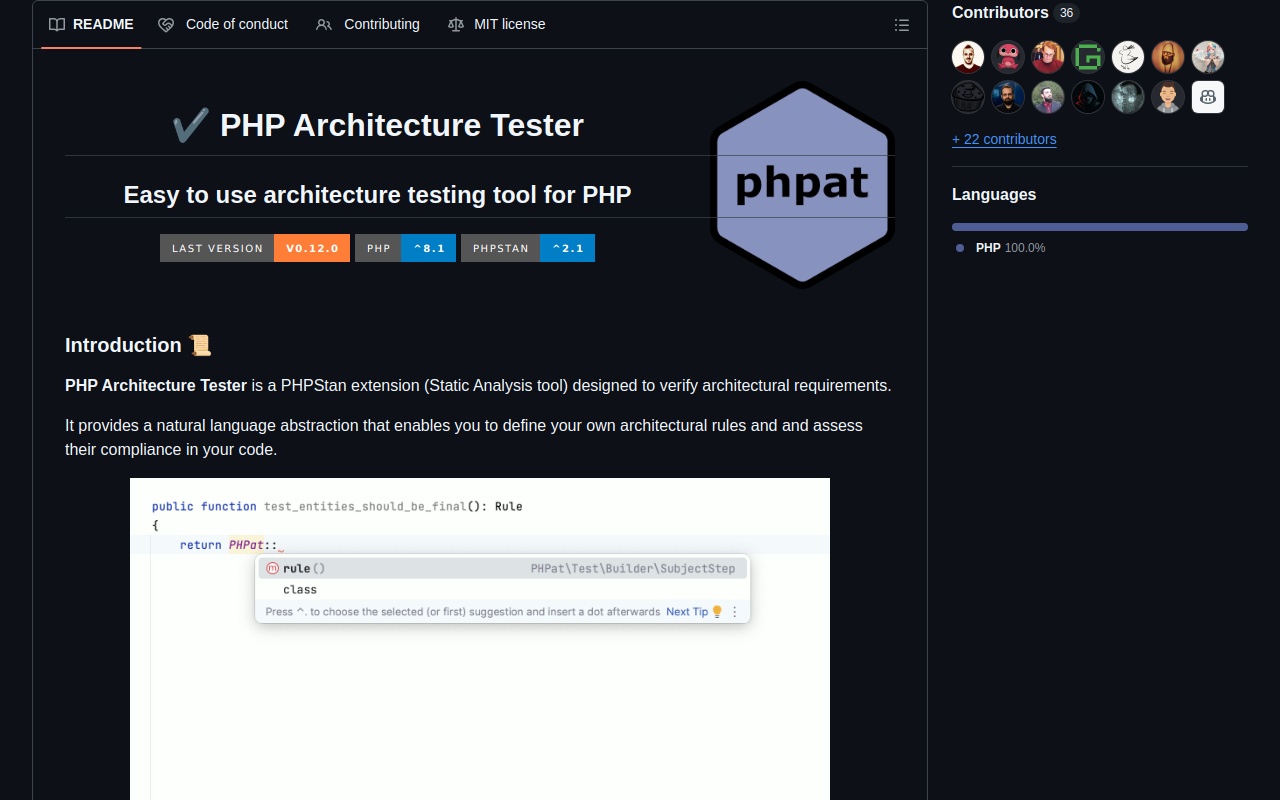 README
Code of conduct
Contributing
MIT license
✔️ PHP Architecture Tester
Easy to use architecture testing tool for PHP
phpat
LAST VERSION V0.12.0
PHP ^8.1
PHPSTAN ^2.1
Introduction 📜
PHP Architecture Tester is a PHPStan extension (Static Analysis tool) designed to verify architectural requirements.
It provides a natural language abstraction that enables you to define your own architectural rules and and assess
their compliance in your code.
public function test_entities_should_be_final(): Rule
{
return PHPat::
rule() PHPat\Test\Builder\SubjectStep
class
Press ^. to choose the selected (or first) suggestion and insert a dot afterwards Next Tip
Contributors 36
+ 22 contributors
Languages
PHP 100.0%